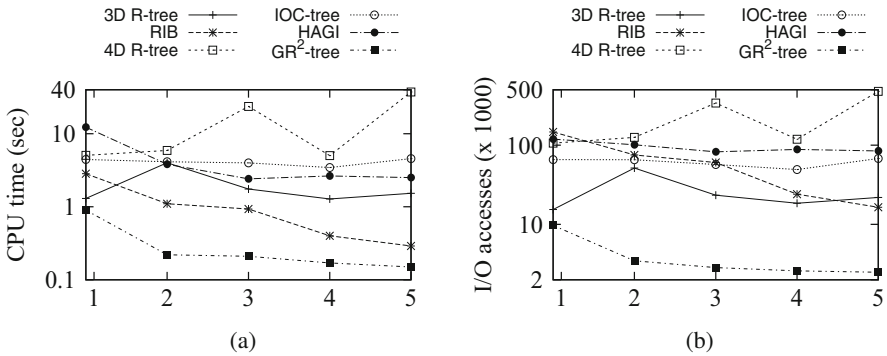 3D R-tree
RIB
4D R-tree
IOC-tree
HAGI
GR²-tree
CPU time (sec)
40
10
1
0.1
1 2 3 4 5
(a)
3D R-tree
RIB
4D R-tree
IOC-tree
HAGI
GR²-tree
I/O accesses (x 1000)
500
100
10
2
1 2 3 4 5
(b)